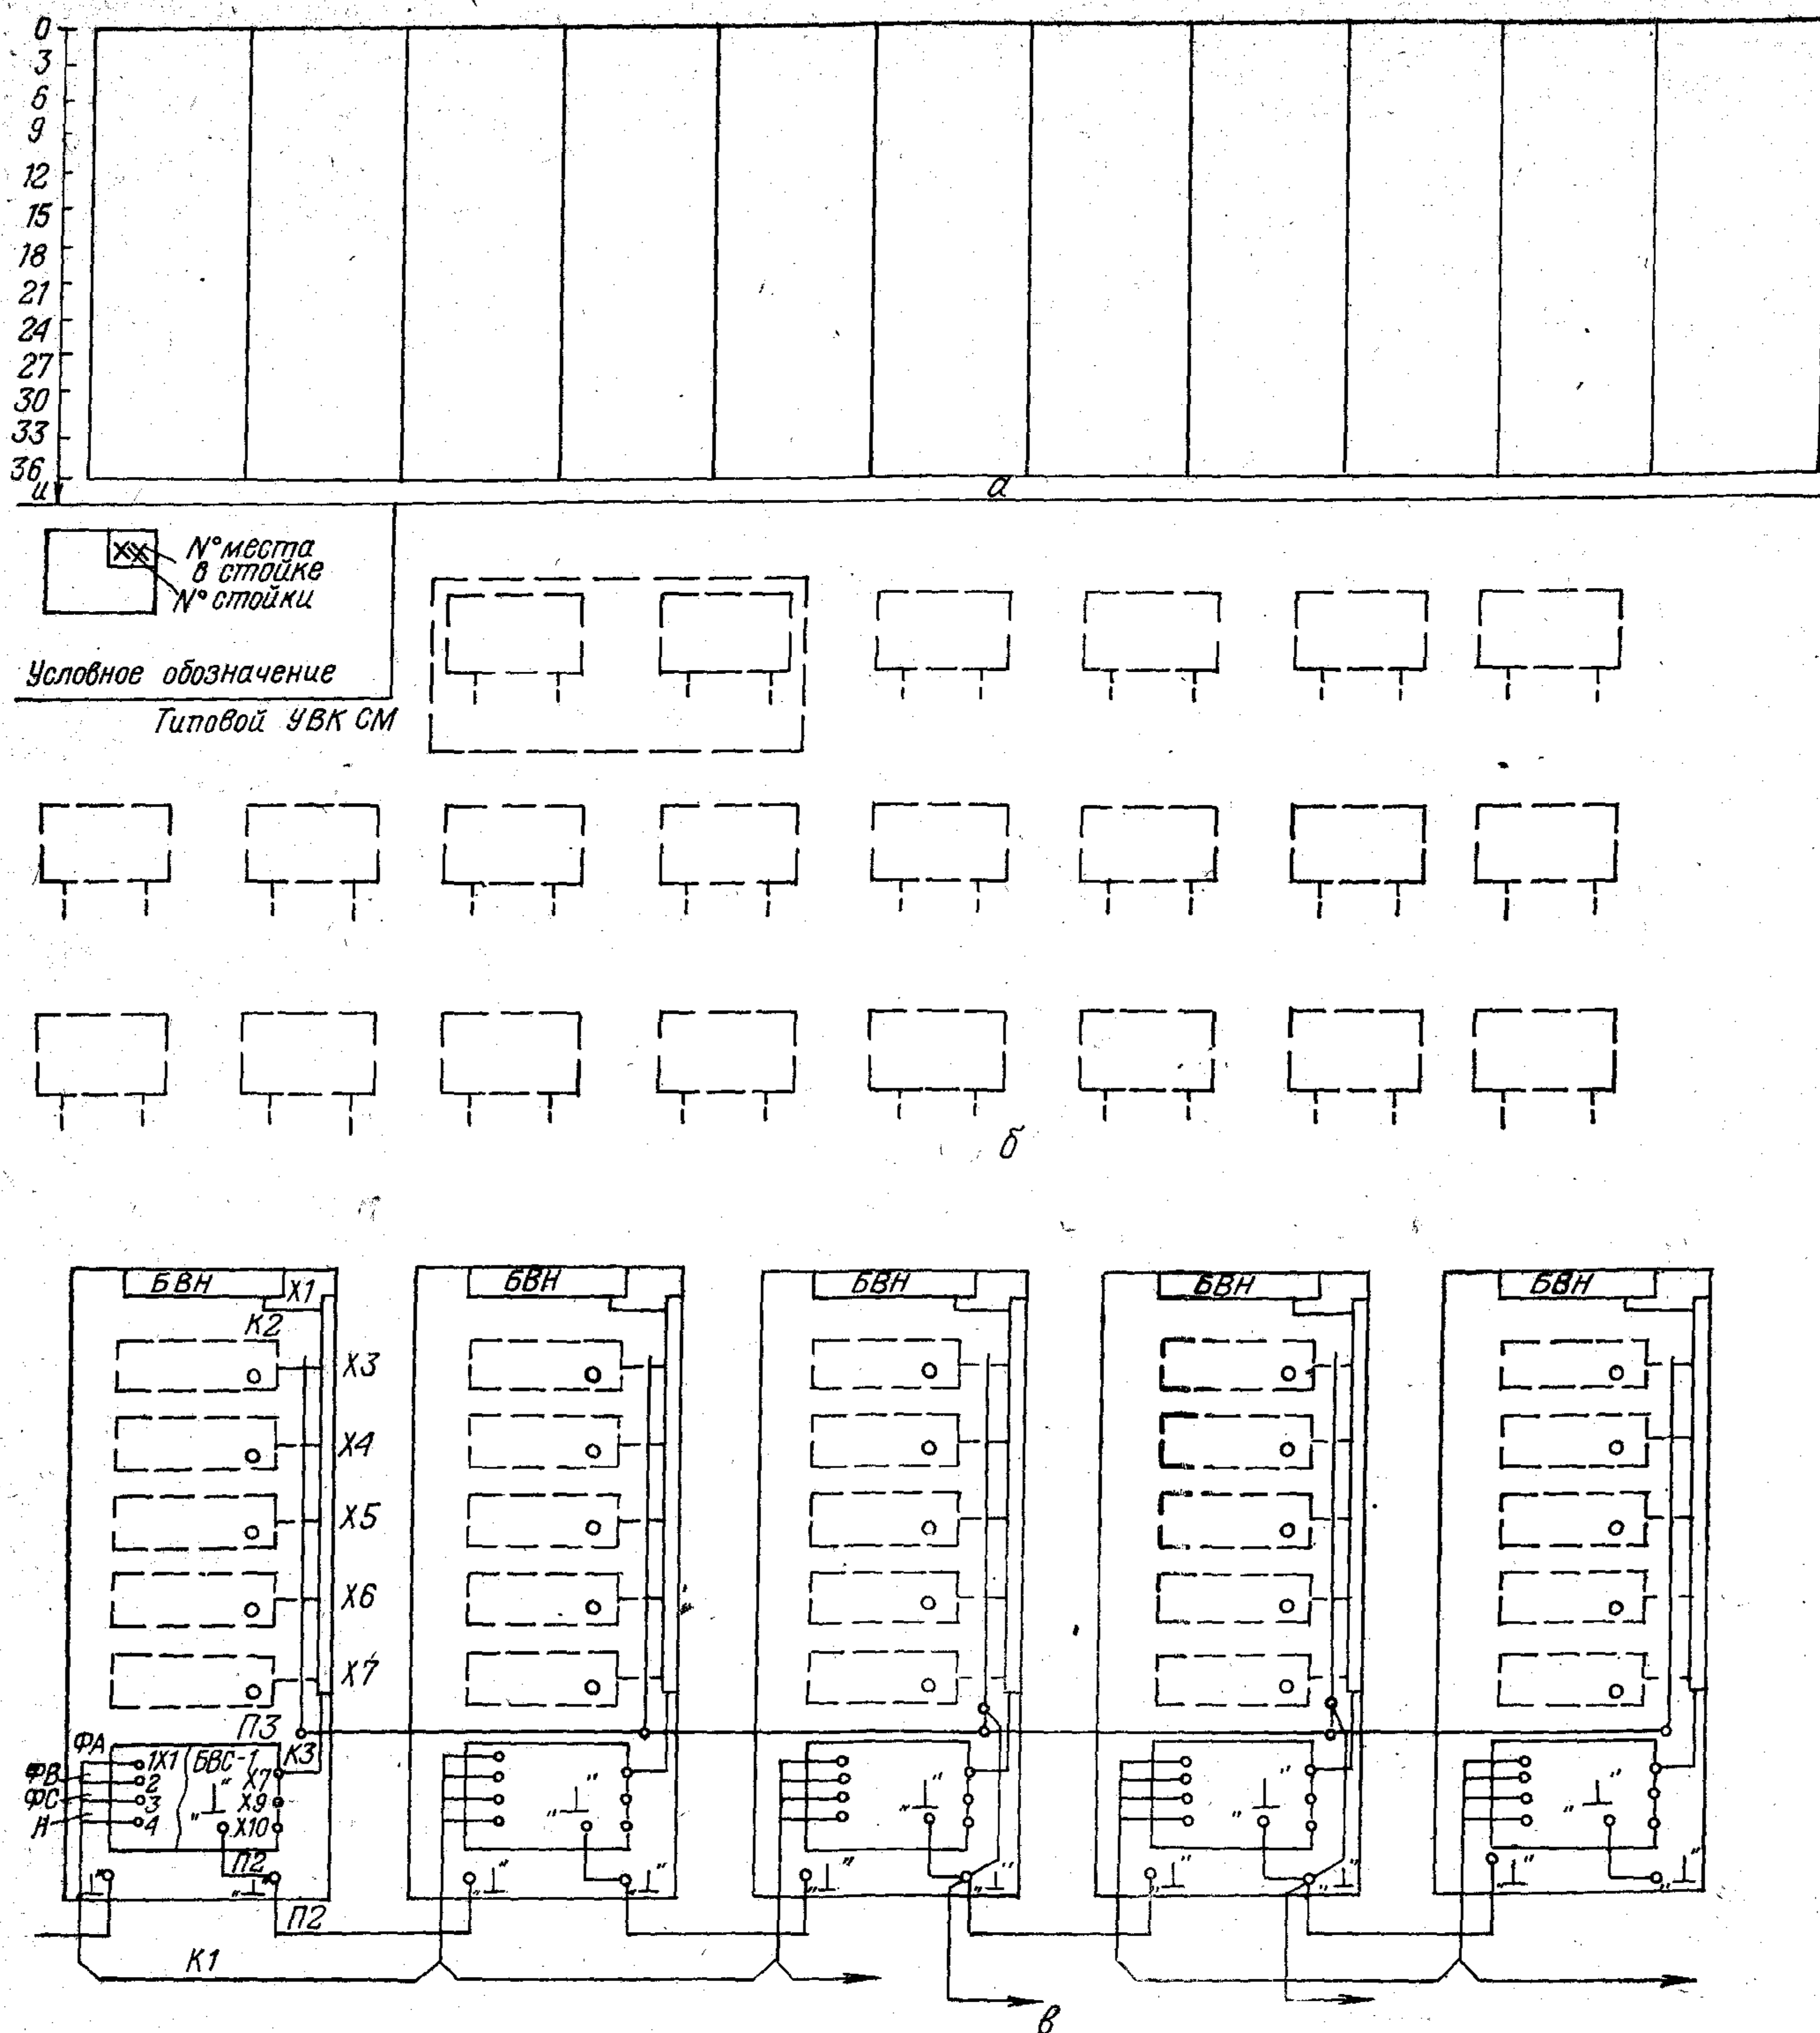 0
3
6
9
12
15
18
21
24
27
30
33
36
u
а
XX
N° места
в стойке
N° стойки
Условное обозначение
Типовой УВК СМ
б
БВН
X1
БВН
БВН
БВН
БВН
К2
X3
X4
X5
X6
X7
П3
ФА
1X1
БВС-1
К3
ФВ
2
X7
ФС
3
„⊥”
X9
Н
4
X10
„⊥”
„⊥”
„⊥”
„⊥”
П2
„⊥”
„⊥”
„⊥”
„⊥”
„⊥”
„⊥”
„⊥”
„⊥”
П2
К1
в